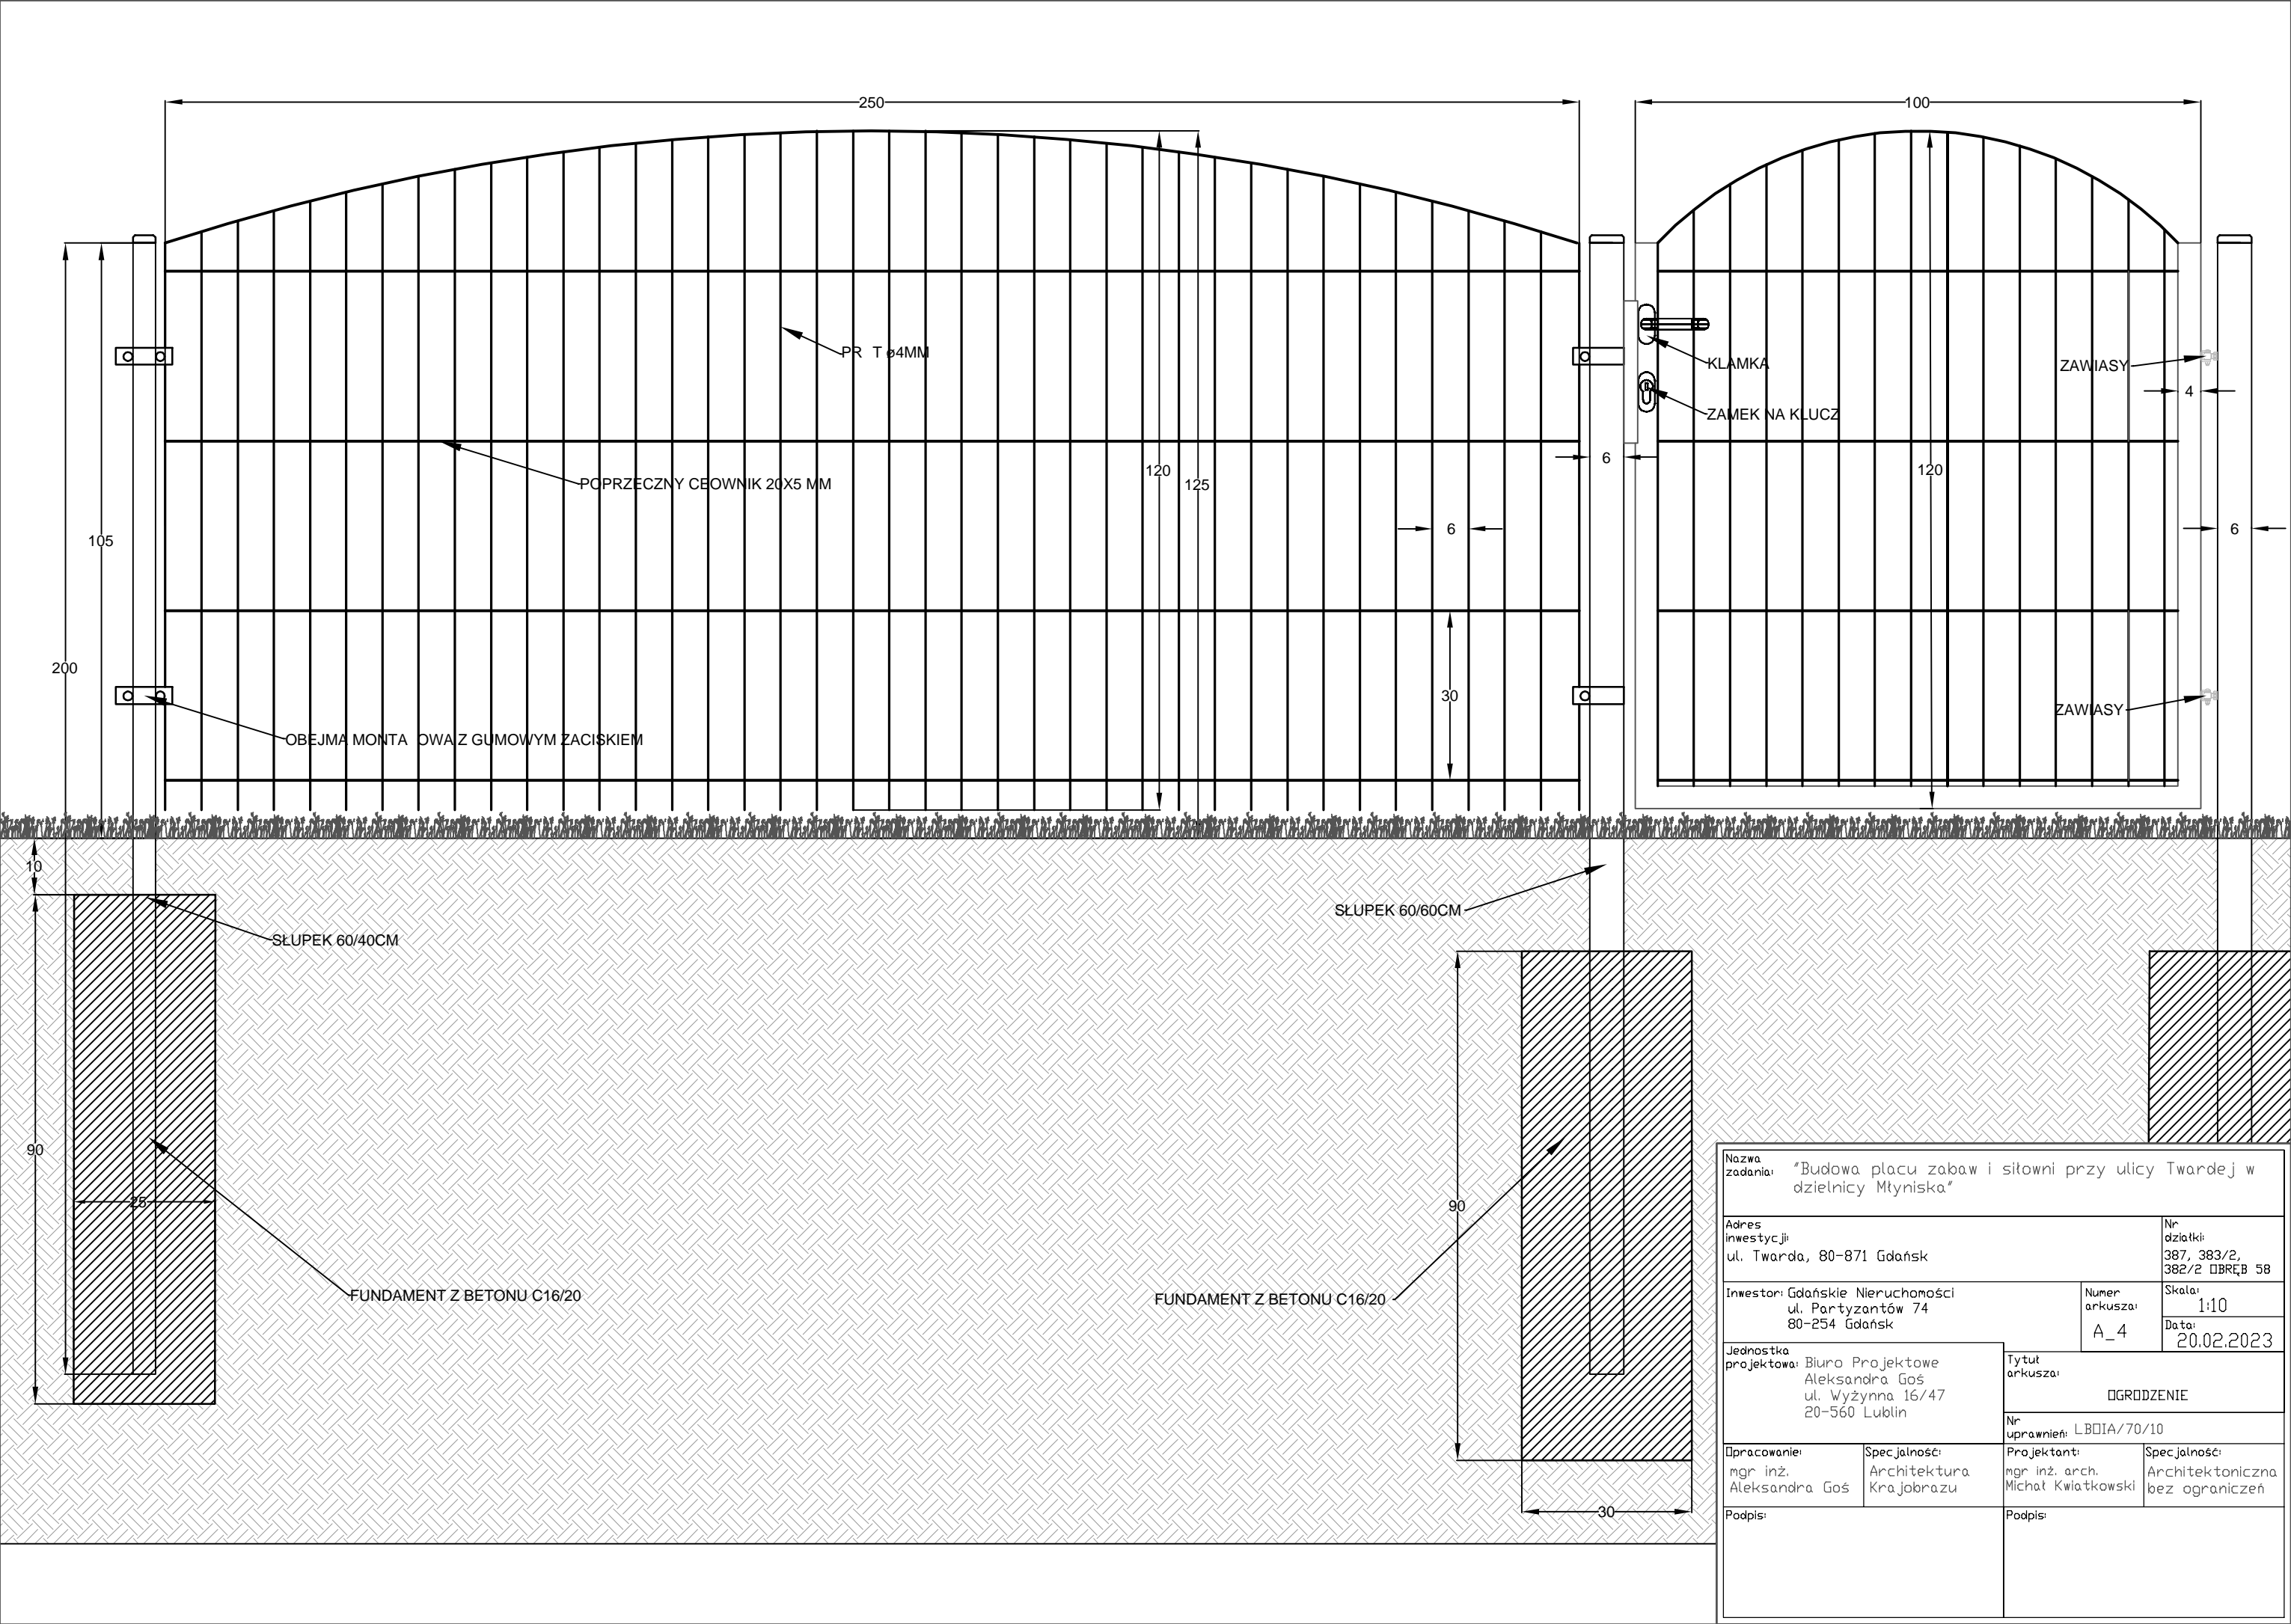 250
100
PR T ø4MM
KLAMKA
ZAWIASY
4
ZAMEK NA KLUCZ
6
120
125
120
POPRZECZNY CEOWNIK 20X5 MM
6
6
105
200
30
ZAWIASY
OBEJMA MONTA OWA Z GUMOWYM ZACISKIEM
10
SŁUPEK 60/40CM
SŁUPEK 60/60CM
90
25
90
FUNDAMENT Z BETONU C16/20
FUNDAMENT Z BETONU C16/20
30
Nazwa
zadania:
"Budowa placu zabaw i siłowni przy ulicy Twardej w
dzielnicy Młyniska"
Adres
inwestycji:
ul. Twarda, 80-871 Gdańsk
Nr
działki:
387, 383/2,
382/2 OBRĘB 58
Inwestor: Gdańskie Nieruchomości
ul. Partyzantów 74
80-254 Gdańsk
Numer
arkusza:
A_4
Skala:
1:10
Data:
20.02.2023
Jednostka
projektowa: Biuro Projektowe
Aleksandra Goś
ul. Wyżynna 16/47
20-560 Lublin
Tytuł
arkusza:
OGRODZENIE
Nr
uprawnień: LBOIA/70/10
Opracowanie:
mgr inż.
Aleksandra Goś
Specjalność:
Architektura
Krajobrazu
Projektant:
mgr inż. arch.
Michał Kwiatkowski
Specjalność:
Architektoniczna
bez ograniczeń
Podpis:
Podpis: